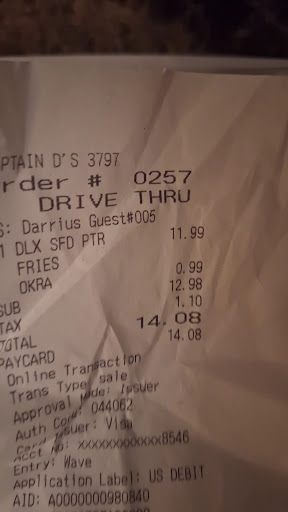 PTAIN D'S 3797
rder # 0257
DRIVE THRU
S: Darrius Guest#005
1 DLX SFD PTR 11.99
FRIES
OKRA 0.99
SUB 12.98
TAX 1.10
TOTAL 14.08
PAYCARD 14.08
Online Transaction
Trans Type: sale
Approval Mode: Issuer
Auth Code: 044062
Card Issuer: Visa
Acct No: xxxxxxxxxxxx8546
Entry: Wave
Application Label: US DEBIT
AID: A0000000980840